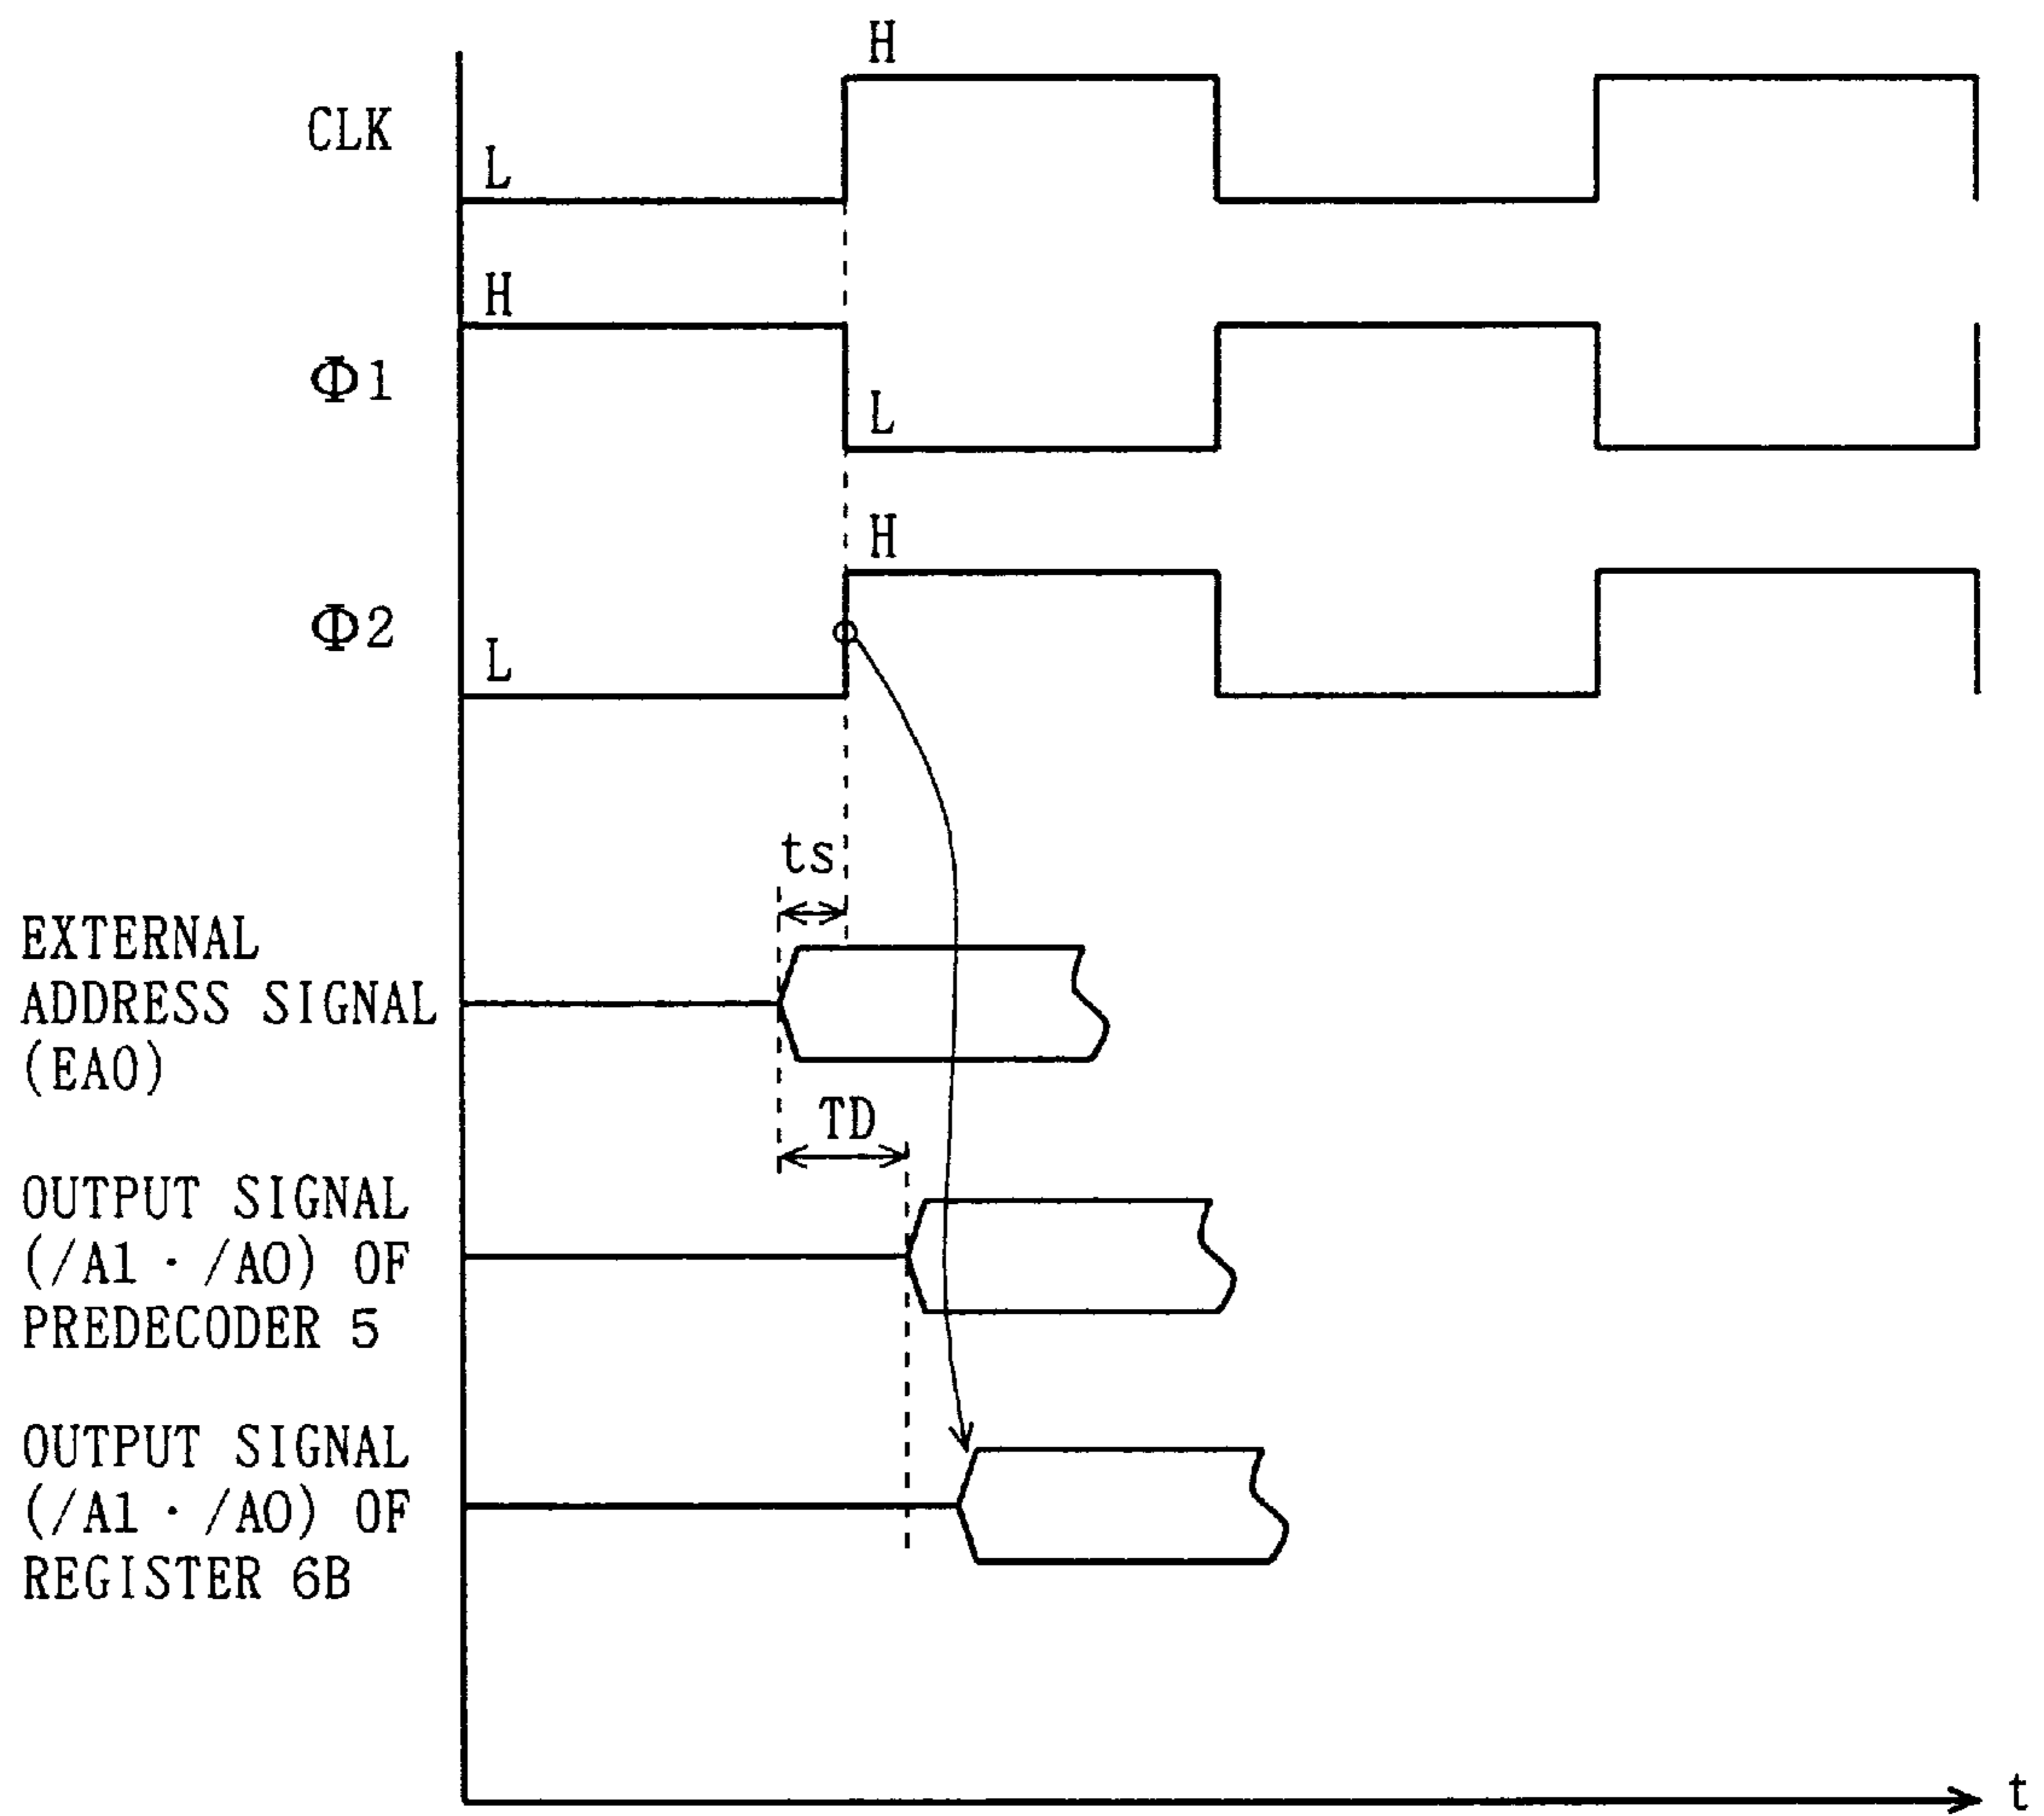 H
CLK
L
H
Φ1
L
H
Φ2
L
ts
EXTERNAL
ADDRESS SIGNAL
(EA0)
TD
OUTPUT SIGNAL
(/A1・/A0) OF
PREDECODER 5
OUTPUT SIGNAL
(/A1・/A0) OF
REGISTER 6B
t